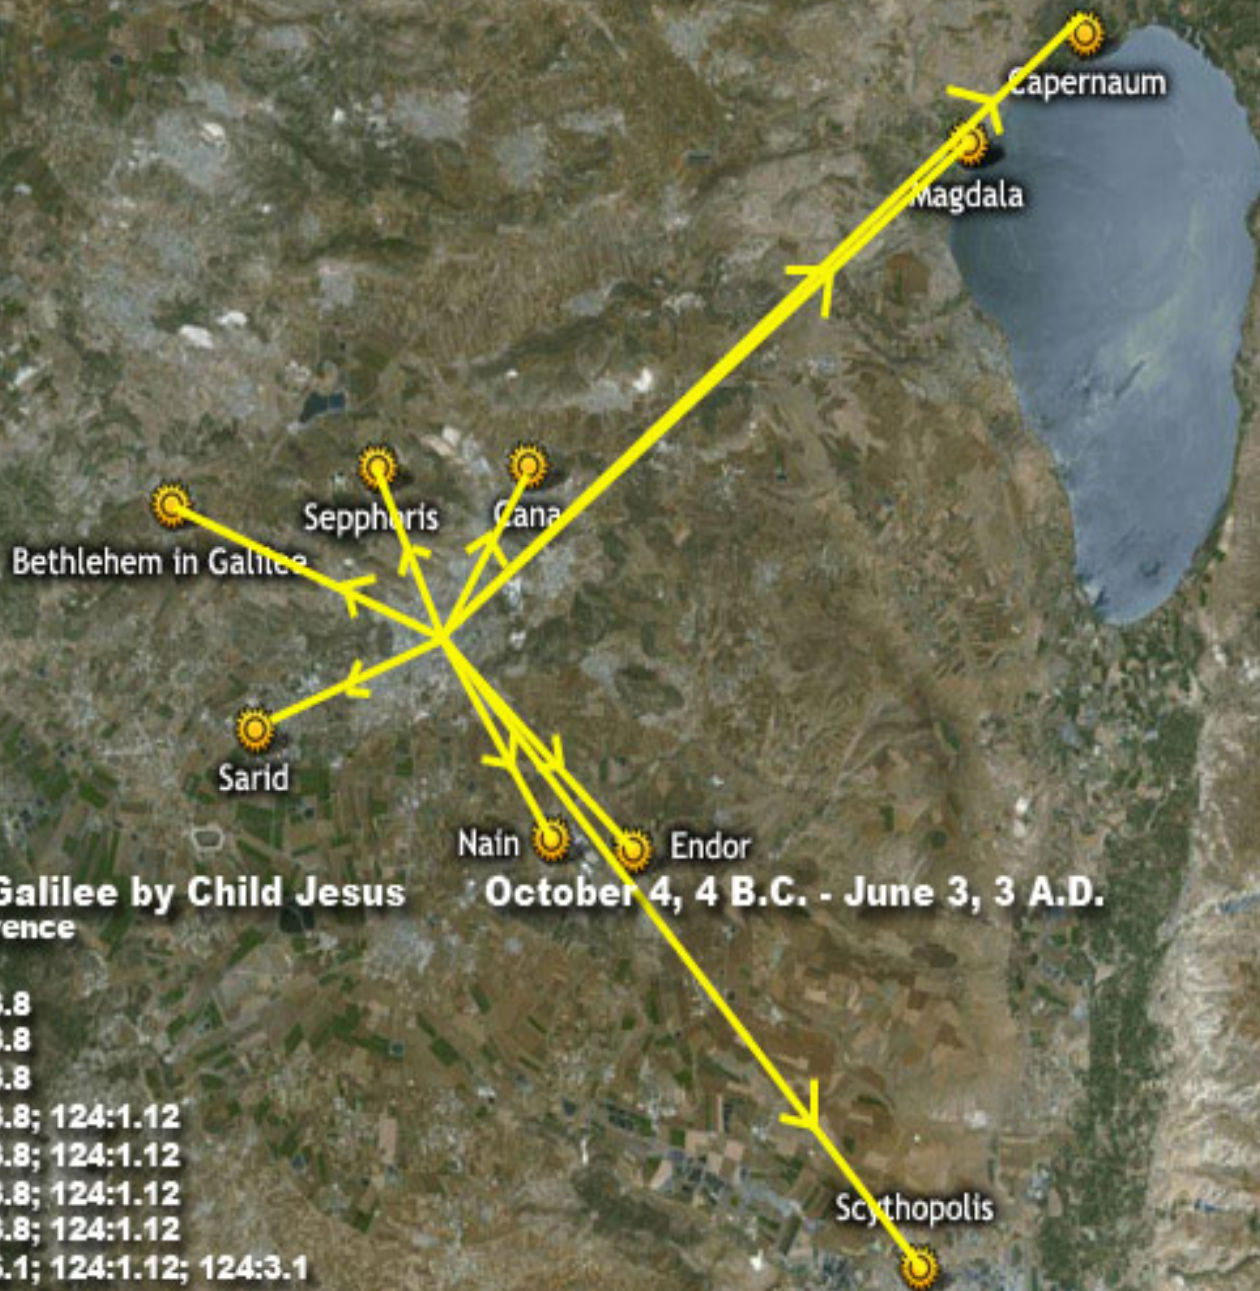 Capernaum
Magdala
Sepphoris
Cana
Bethlehem in Galilee
Sarid
Nain
Endor
Galilee by Child Jesus October 4, 4 B.C. - June 3, 3 A.D.
.8
.8
.8
.8; 124:1.12
.8; 124:1.12
.8; 124:1.12
.8; 124:1.12
.1; 124:1.12; 124:3.1
Scythopolis